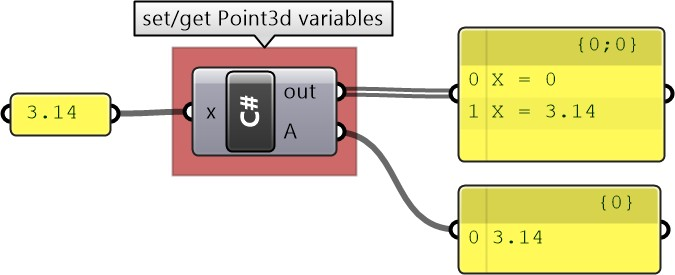 set/get Point3d variables
3.14
x
C#
out
A
{0;0}
0 X = 0
1 X = 3.14
{0}
0 3.14